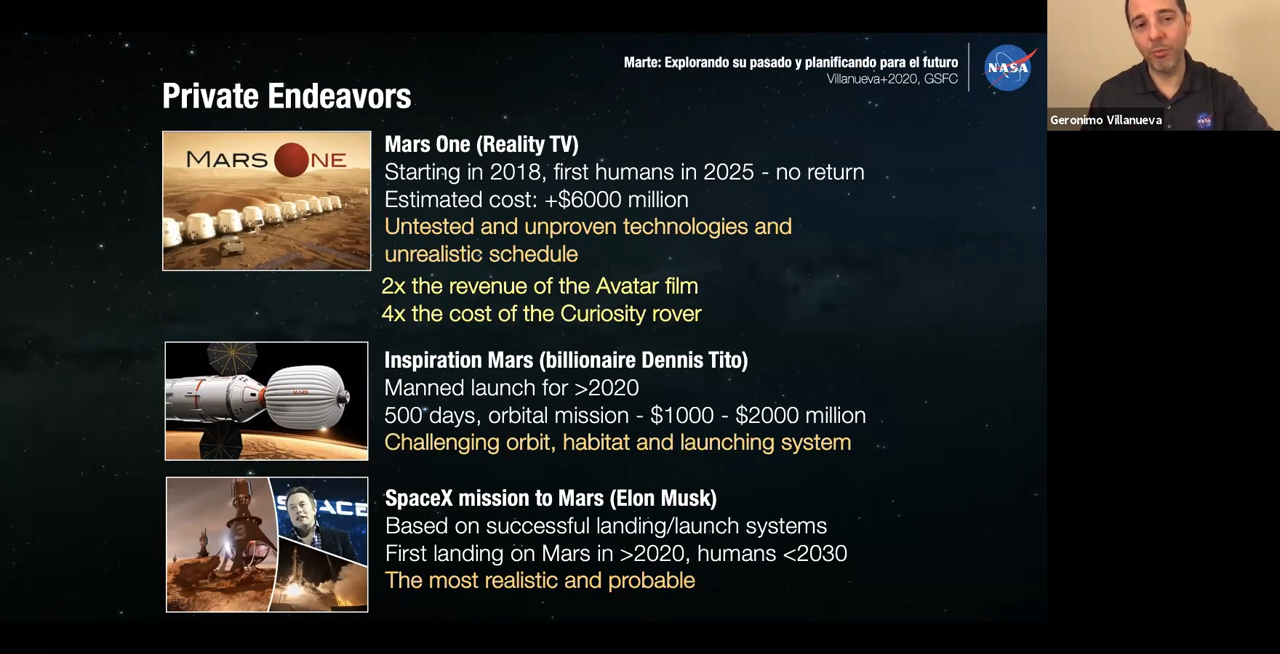 Marte: Explorando su pasado y planificando para el futuro
Villanueva+2020, GSFC
NASA
Geronimo Villanueva
Private Endeavors
MARS ONE
Mars One (Reality TV)
Starting in 2018, first humans in 2025 - no return
Estimated cost: +$6000 million
Untested and unproven technologies and
unrealistic schedule
2x the revenue of the Avatar film
4x the cost of the Curiosity rover
Inspiration Mars (billionaire Dennis Tito)
Manned launch for >2020
500 days, orbital mission - $1000 - $2000 million
Challenging orbit, habitat and launching system
SpaceX mission to Mars (Elon Musk)
Based on successful landing/launch systems
First landing on Mars in >2020, humans <2030
The most realistic and probable